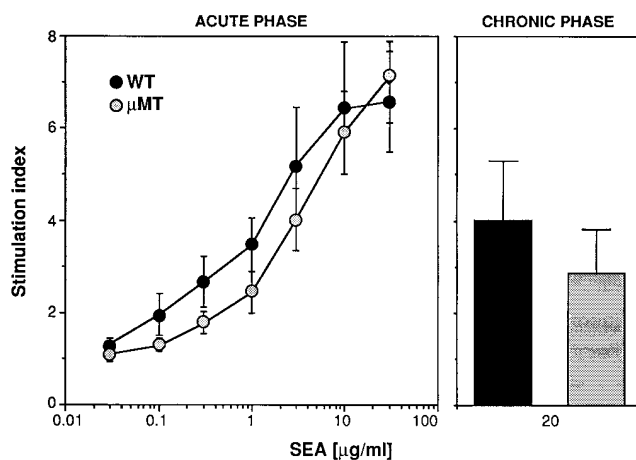 ACUTE PHASE
CHRONIC PHASE
8
6
4
2
0
Stimulation index
WT
µMT
0.01
0.1
1
10
100
20
SEA [µg/ml]